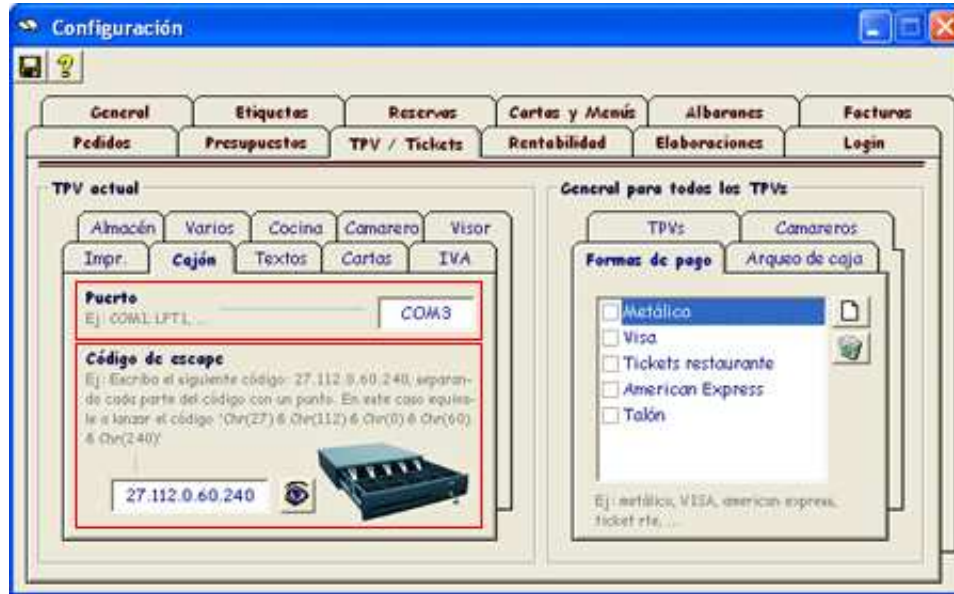 Configuración
General Etiquetas Reservas Cartas y Menús Albaranes Facturas
Pedidos Presupuestos TPV / Tickets Rentabilidad Elaboraciones Login
TPV actual
Almacén Varios Cocina Camarero Visor
Impr. Cajón Textos Cartas IVA
Puerto
Ej: COM1, LPT1, ...
COM3
Código de escape
Ej: Escriba el siguiente código: 27.112.0.60.240, separan-
do cada parte del código con un punto. En este caso equiva-
le a lanzar el código 'Chr(27) & Chr(112) & Chr(0) & Chr(60)
& Chr(240)'
27.112.0.60.240
General para todos los TPVs
TPVs Camareros
Formas de pago Arqueo de caja
Metálico
Visa
Tickets restaurante
American Express
Talón
Ej: metálico, VISA, american express,
ticket rte, ...